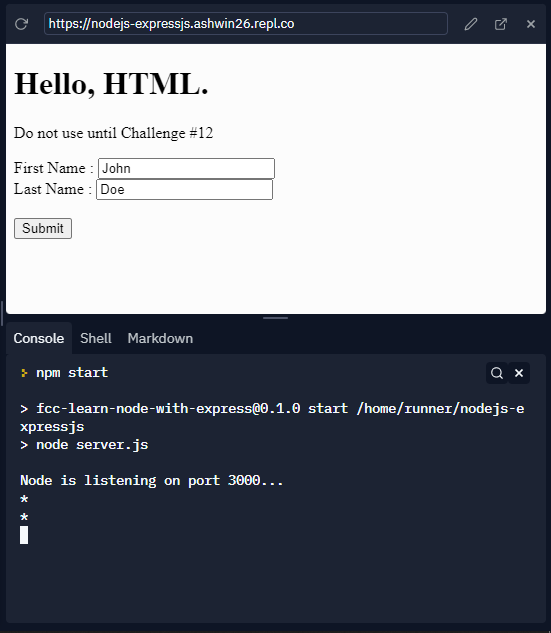 https://nodejs-expressjs.ashwin26.repl.co
Hello, HTML.
Do not use until Challenge #12
First Name : John
Last Name : Doe
Submit
Console Shell Markdown
npm start
> fcc-learn-node-with-express@0.1.0 start /home/runner/nodejs-e
xpressjs
> node server.js
Node is listening on port 3000...
*
*